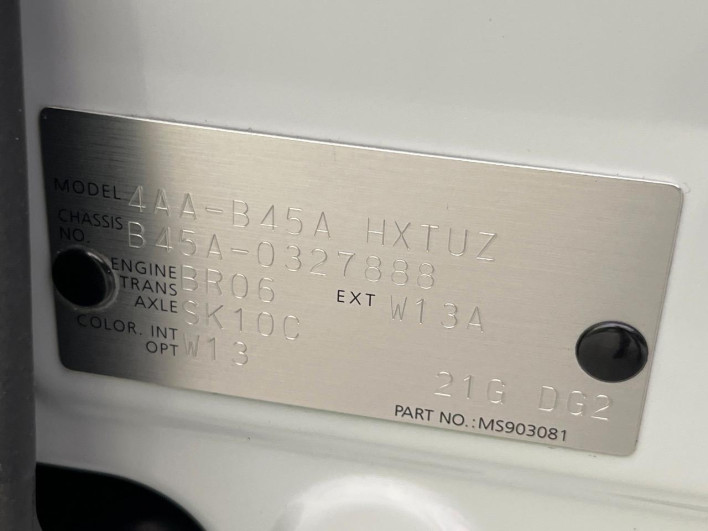 MODEL 4AA-B45A HXTUZ
CHASSIS NO. B45A-0327888
ENGINE BR06
TRANS AXLE SK10C EXT W13A
COLOR. INT
OPT W13
21G DG2
PART NO.:MS903081